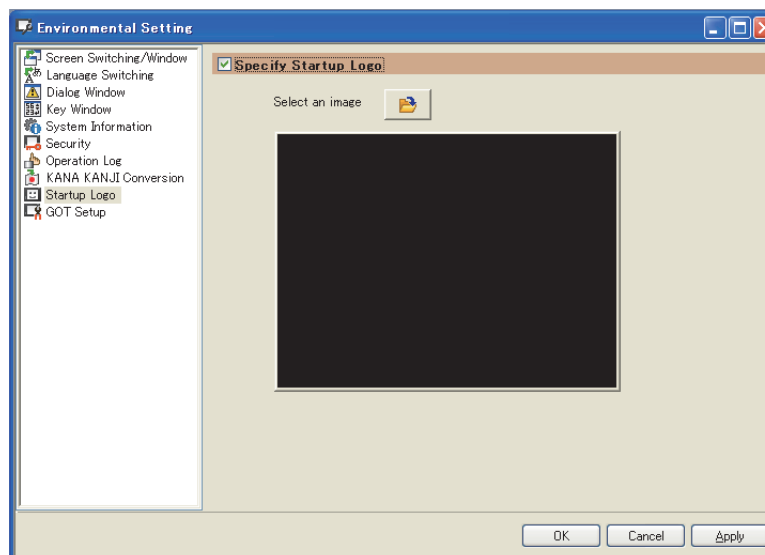 Environmental Setting
Screen Switching/Window
Language Switching
Dialog Window
Key Window
System Information
Security
Operation Log
KANA KANJI Conversion
Startup Logo
GOT Setup
Specify Startup Logo
Select an image
OK
Cancel
Apply